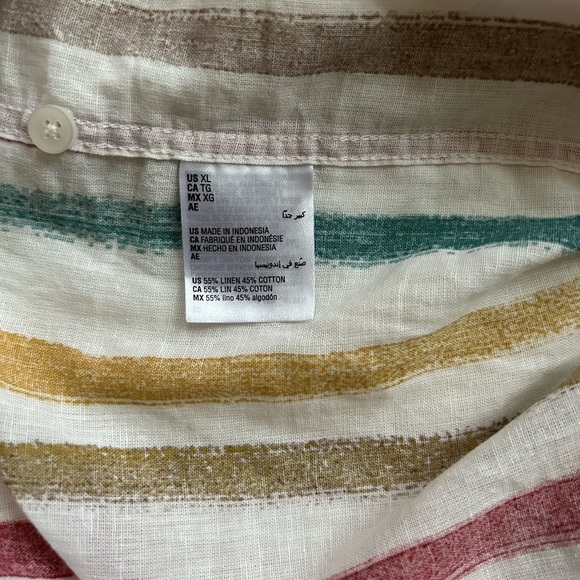 US XL
CA TG
MX XG
AE
كبير جدًا
US MADE IN INDONESIA
CA FABRIQUÉ EN INDONÉSIE
MX HECHO EN INDONESIA
AE
صُنع في إندونيسيا
US 55% LINEN 45% COTTON
CA 55% LIN 45% COTON
MX 55% lino 45% algodón